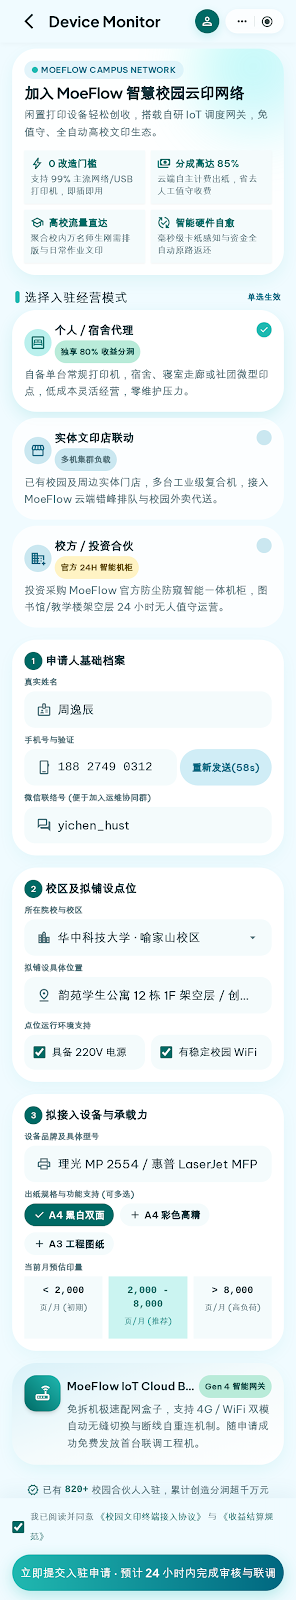 Device Monitor
MOEFLOW CAMPUS NETWORK
加入 MoeFlow 智慧校园云印网络
闲置打印设备轻松创收，搭载自研 IoT 调度网关，免
值守、全自动高校文印生态。
0 改造门槛
支持 99% 主流网络/USB
打印机，即插即用
分成高达 85%
云端自主计费出纸，省去
人工值守收费
高校流量直达
聚合校内万名师生刚需排
版与日常作业文印
智能硬件自愈
毫秒级卡纸感知与资金全
自动原路返还
选择入驻经营模式
单选生效
个人 / 宿舍代理
独享 80% 收益分润
自备单台常规打印机，宿舍、寝室走廊或社团微型印
点，低成本灵活经营，零维护压力。
实体文印店联动
多机集群负载
已有校园及周边实体门店，多台工业级复合机，接入
MoeFlow 云端错峰排队与校园外卖代送。
校方 / 投资合伙
官方 24H 智能机柜
投资采购 MoeFlow 官方防尘防窥智能一体机柜，图
书馆/教学楼架空层 24 小时无人值守运营。
1 申请人基础档案
真实姓名
周逸辰
手机号与验证
188 2749 0312
重新发送(58s)
微信联络号 (便于加入运维协同群)
yichen_hust
2 校区及拟铺设点位
所在院校与校区
华中科技大学 · 喻家山校区
拟铺设具体位置
韵苑学生公寓 12 栋 1F 架空层 / 创...
点位运行环境支持
具备 220V 电源
有稳定校园 WiFi
3 拟接入设备与承载力
设备品牌及具体型号
理光 MP 2554 / 惠普 LaserJet MFP
出纸规格与功能支持 (可多选)
A4 黑白双面
A4 彩色高精
A3 工程图纸
当前月预估印量
< 2,000
页/月 (初期)
2,000 -
8,000
页/月 (推荐)
> 8,000
页/月 (高负荷)
MoeFlow IoT Cloud B...
Gen 4 智能网关
免拆机极速配网盒子，支持 4G / WiFi 双模
自动无缝切换与断线自重连机制。随申请成
功免费发放首台联调工程机。
已有 820+ 校园合伙人入驻，累计创造分润超千万元
我已阅读并同意 《校园文印终端接入协议》 与 《收益结算规
范》
立即提交入驻申请 · 预计 24 小时内完成审核与联调